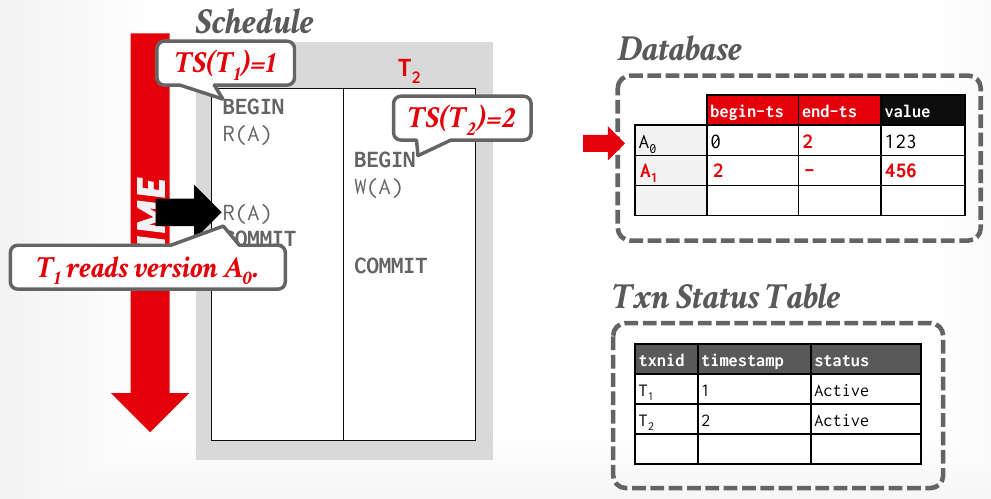 Schedule
TS(T1)=1
T2
BEGIN
R(A)
TS(T2)=2
BEGIN
W(A)
R(A)
T1 reads version A0.
COMMIT
Database
begin-ts end-ts value
A0 0 2 123
A1 2 - 456
Txn Status Table
txnid timestamp status
T1 1 Active
T2 2 Active